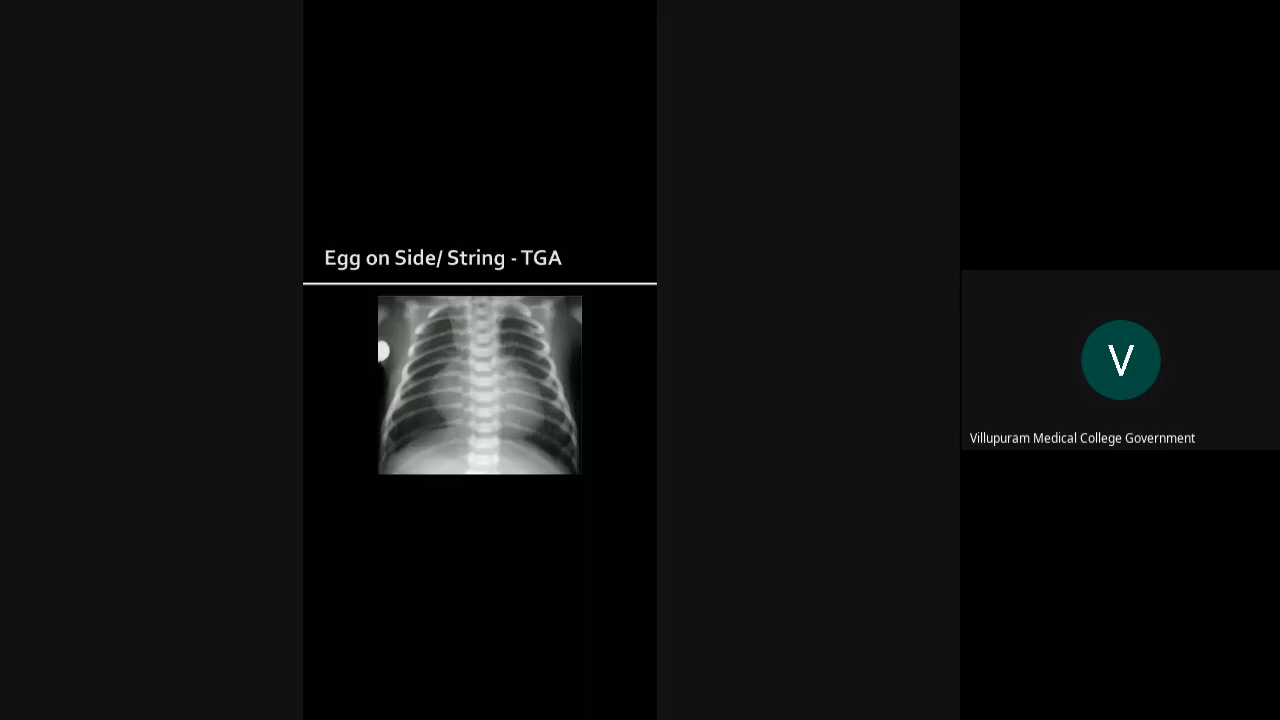 Egg on Side/ String - TGA
V
Villupuram Medical College Government